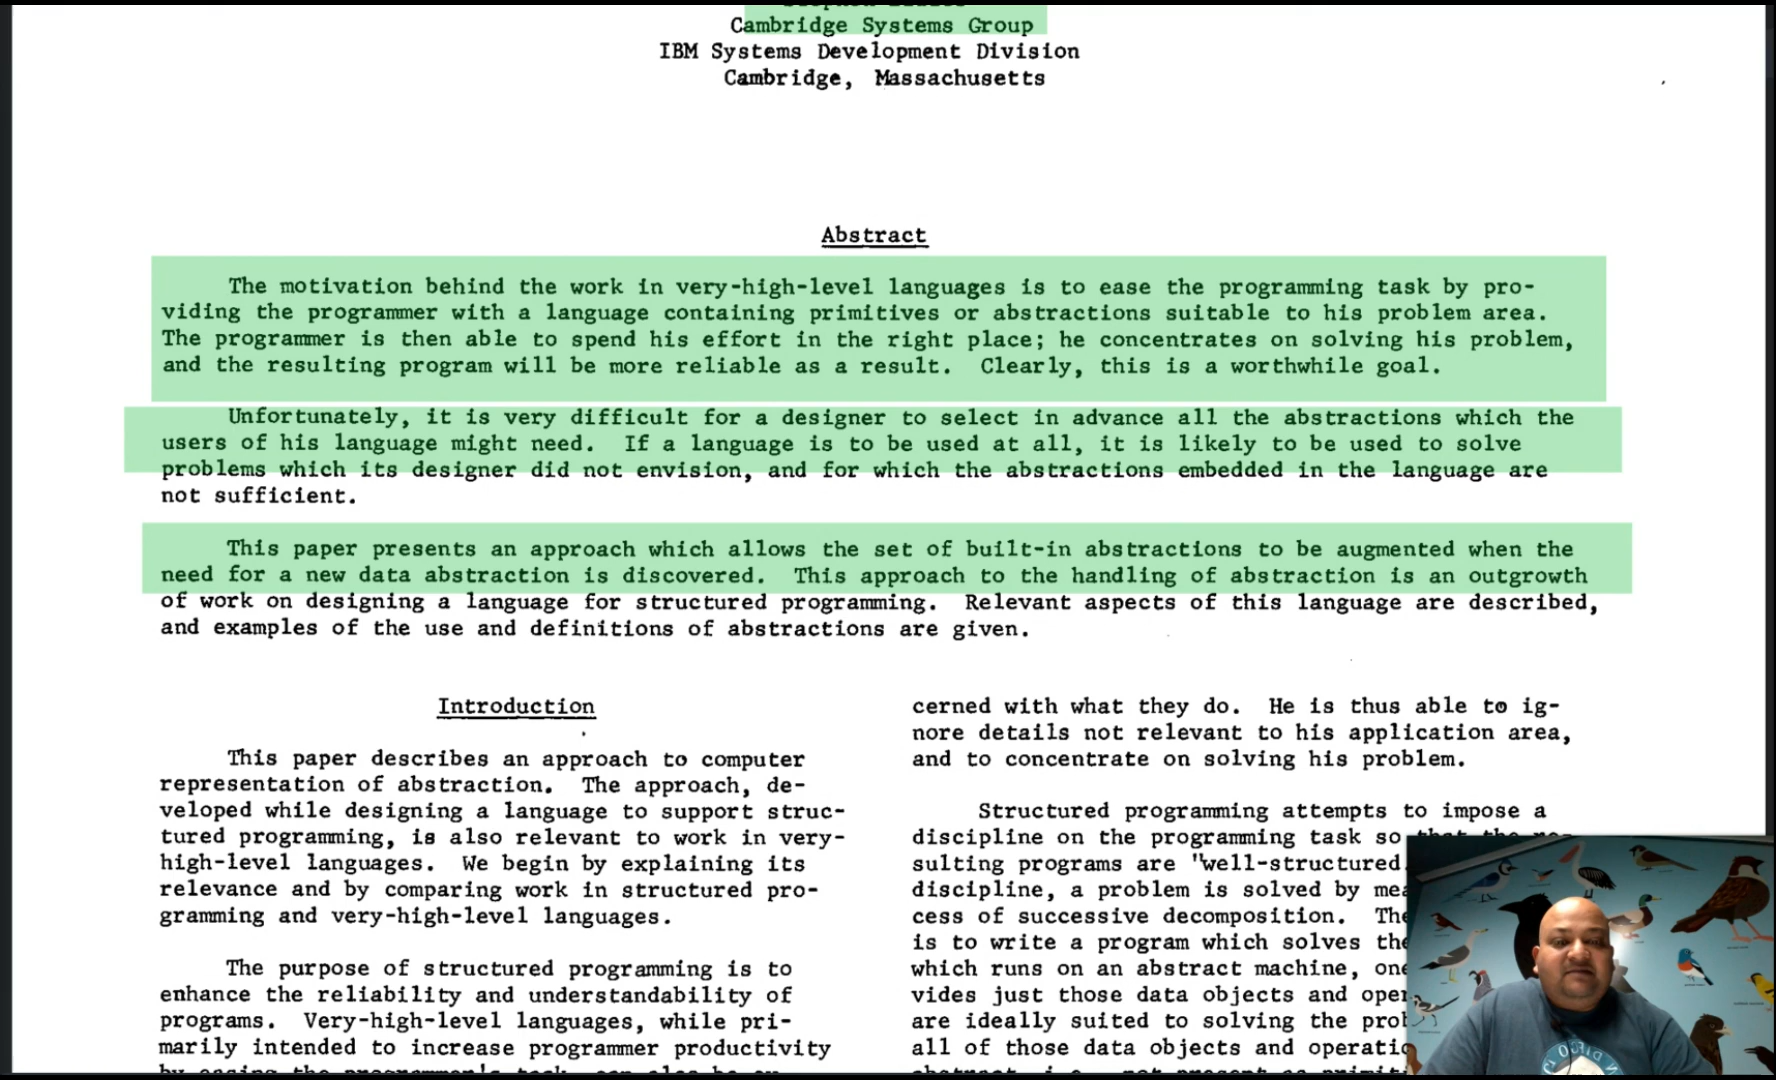 Cambridge Systems Group
IBM Systems Development Division
Cambridge, Massachusetts
Abstract
The motivation behind the work in very-high-level languages is to ease the programming task by pro-
viding the programmer with a language containing primitives or abstractions suitable to his problem area.
The programmer is then able to spend his effort in the right place; he concentrates on solving his problem,
and the resulting program will be more reliable as a result. Clearly, this is a worthwhile goal.
Unfortunately, it is very difficult for a designer to select in advance all the abstractions which the
users of his language might need. If a language is to be used at all, it is likely to be used to solve
problems which its designer did not envision, and for which the abstractions embedded in the language are
not sufficient.
This paper presents an approach which allows the set of built-in abstractions to be augmented when the
need for a new data abstraction is discovered. This approach to the handling of abstraction is an outgrowth
of work on designing a language for structured programming. Relevant aspects of this language are described,
and examples of the use and definitions of abstractions are given.
Introduction
This paper describes an approach to computer
representation of abstraction. The approach, de-
veloped while designing a language to support struc-
tured programming, is also relevant to work in very-
high-level languages. We begin by explaining its
relevance and by comparing work in structured pro-
gramming and very-high-level languages.
The purpose of structured programming is to
enhance the reliability and understandability of
programs. Very-high-level languages, while pri-
marily intended to increase programmer productivity
by easing the programmer's task, can also be
cerned with what they do. He is thus able to ig-
nore details not relevant to his application area,
and to concentrate on solving his problem.
Structured programming attempts to impose a
discipline on the programming task so that the
sulting programs are "well-structured.
discipline, a problem is solved by
cess of successive decomposition.
is to write a program which solves
which runs on an abstract machine,
vides just those data objects and
are ideally suited to solving the
all of those data objects and